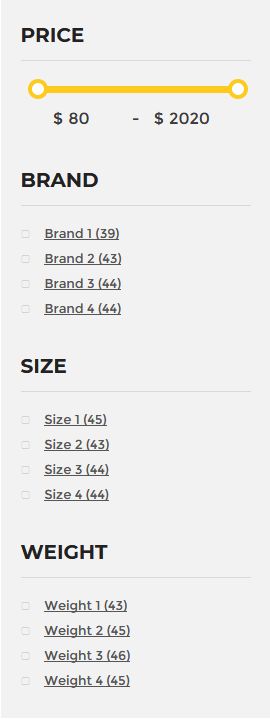 PRICE
$ 80 - $ 2020
BRAND
Brand 1 (39)
Brand 2 (43)
Brand 3 (44)
Brand 4 (44)
SIZE
Size 1 (45)
Size 2 (43)
Size 3 (44)
Size 4 (44)
WEIGHT
Weight 1 (43)
Weight 2 (45)
Weight 3 (46)
Weight 4 (45)